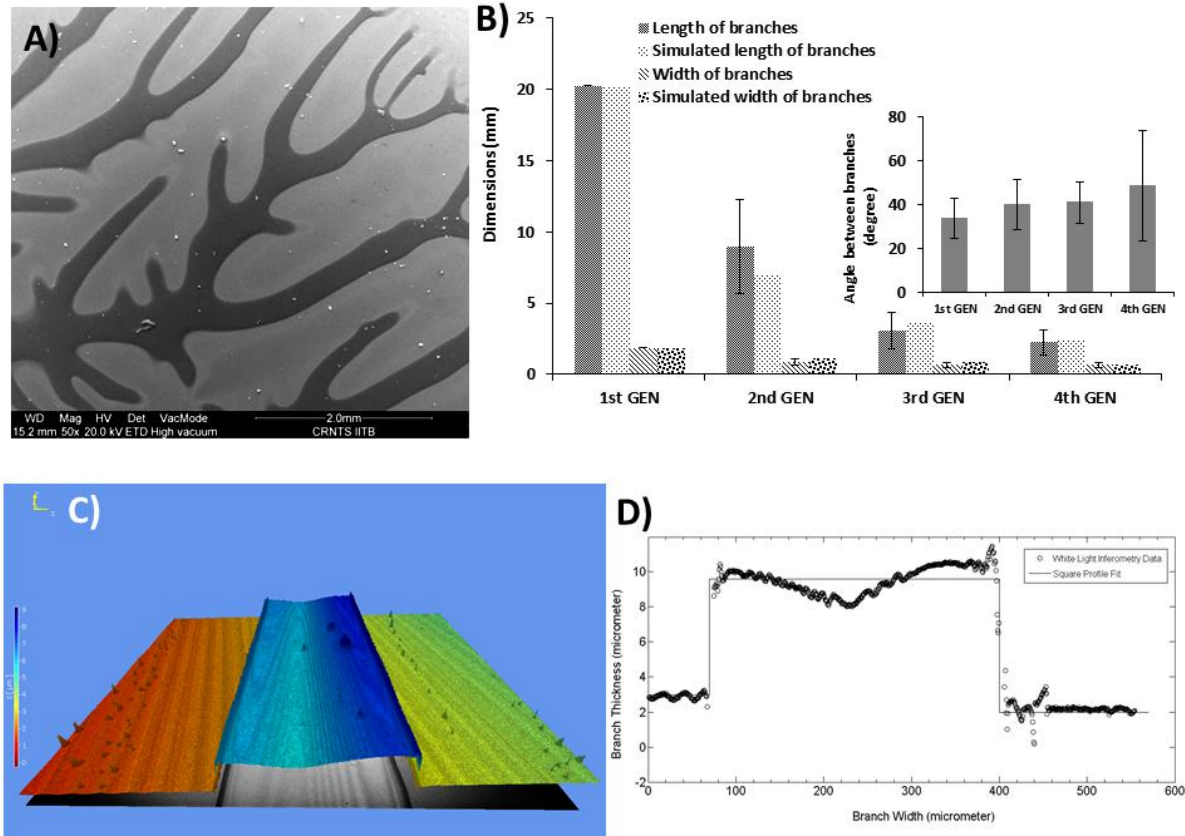 A)
WD Mag HV Det VacMode 2.0mm
15.2 mm 50x 20.0 kV ETD High vacuum CRNTS IITB
B)
25
20
15
10
5
0
Dimensions (mm)
Length of branches
Simulated length of branches
Width of branches
Simulated width of branches
1st GEN 2nd GEN 3rd GEN 4th GEN
80
60
40
20
0
Angle between branches
(degree)
1st GEN 2nd GEN 3rd GEN 4th GEN
C)
D)
10
8
6
4
2
0
-2
Branch Thickness (micrometer)
White Light Inferometry Data
Square Profile Fit
0 100 200 300 400 500 600
Branch Width (micrometer)